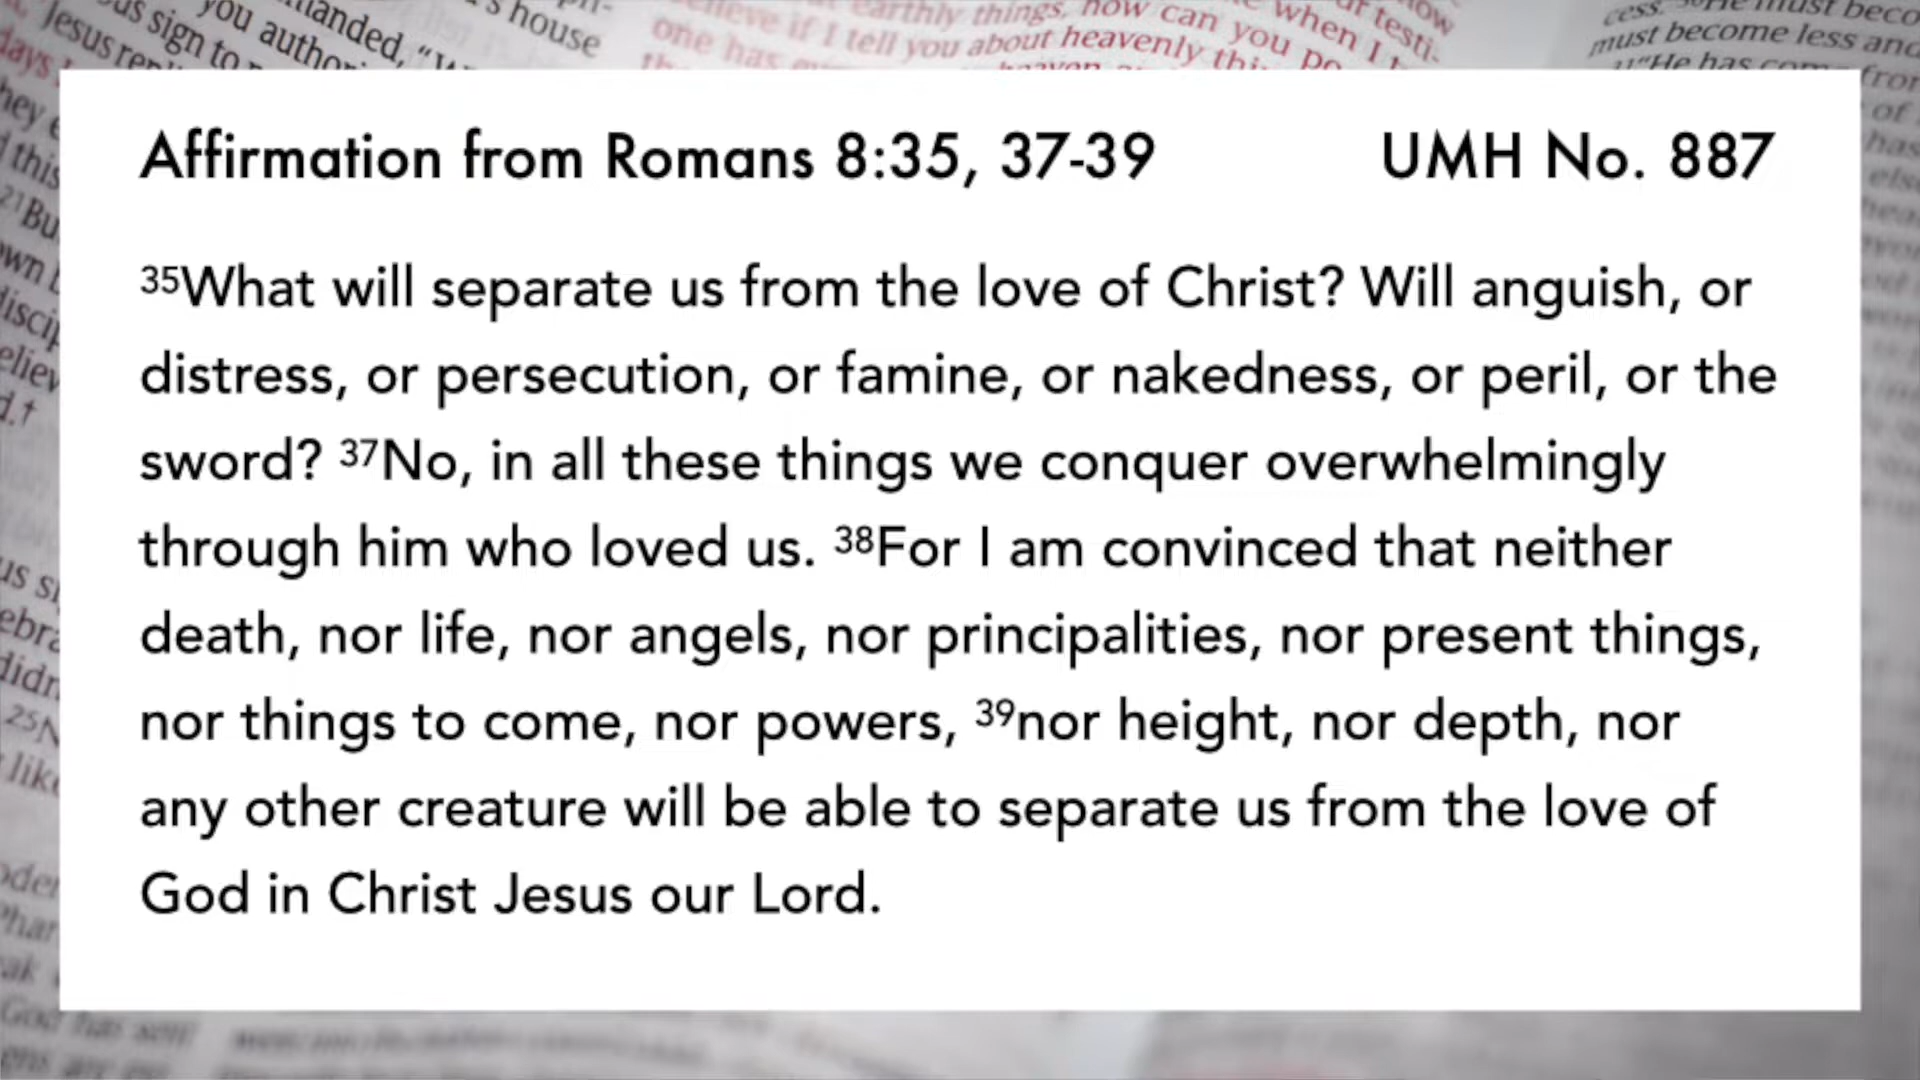 Affirmation from Romans 8:35, 37-39 UMH No. 887
35What will separate us from the love of Christ? Will anguish, or
distress, or persecution, or famine, or nakedness, or peril, or the
sword? 37No, in all these things we conquer overwhelmingly
through him who loved us. 38For I am convinced that neither
death, nor life, nor angels, nor principalities, nor present things,
nor things to come, nor powers, 39nor height, nor depth, nor
any other creature will be able to separate us from the love of
God in Christ Jesus our Lord.